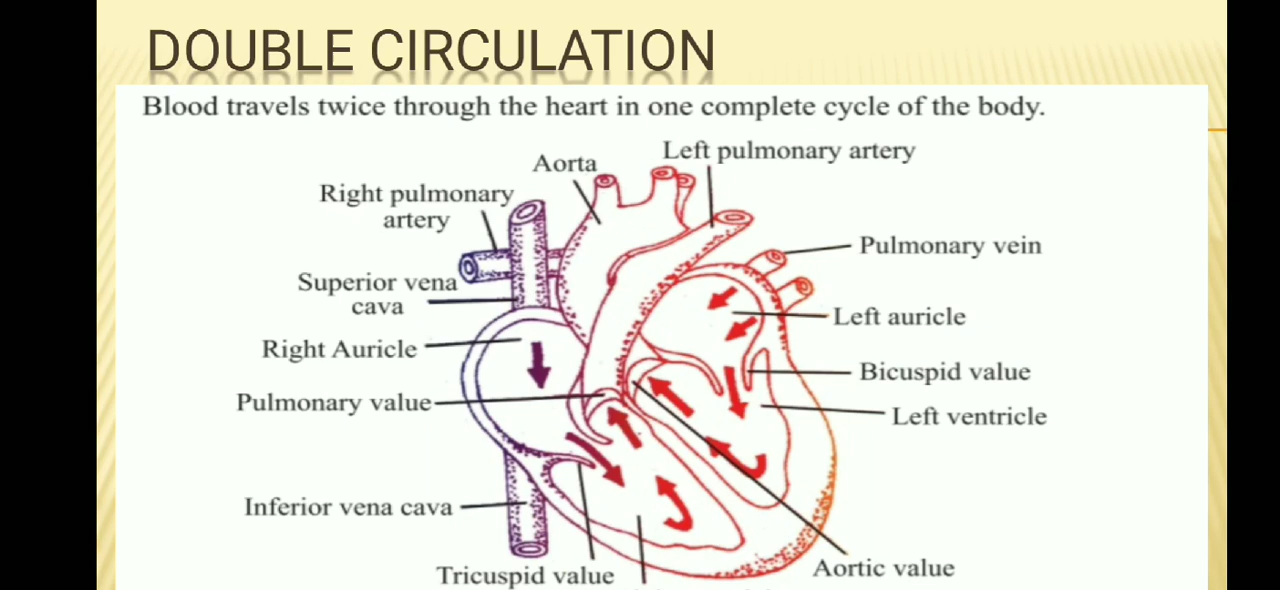 DOUBLE CIRCULATION
Blood travels twice through the heart in one complete cycle of the body.
Left pulmonary artery
Aorta
Right pulmonary
artery
Pulmonary vein
Superior vena
cava
Left auricle
Right Auricle
Bicuspid value
Pulmonary value
Left ventricle
Inferior vena cava
Aortic value
Tricuspid value